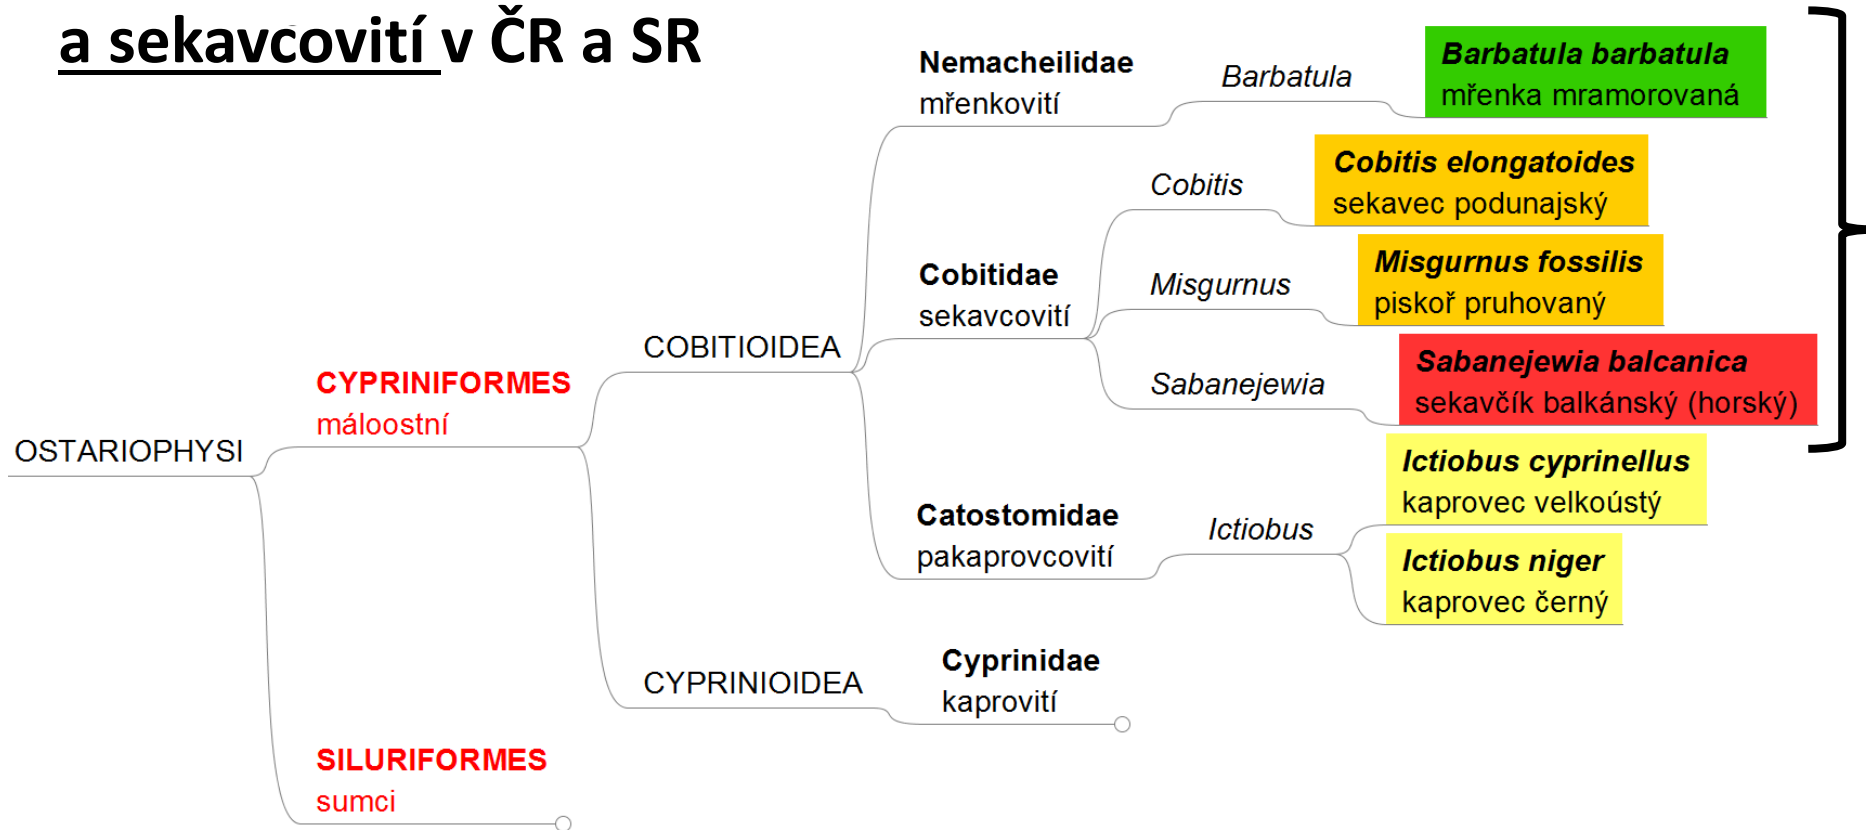 a sekavcovití v ČR a SR
OSTARIOPHYSI
CYPRINIFORMES
máloostní
COBITIOIDEA
Nemacheilidae
mřenkovití
Barbatula
Barbatula barbatula
mřenka mramorovaná
Cobitidae
sekavcovití
Cobitis
Cobitis elongatoides
sekavec podunajský
Misgurnus
Misgurnus fossilis
piskoř pruhovaný
Sabanejewia
Sabanejewia balcanica
sekavčík balkánský (horský)
Catostomidae
pakaprovcovití
Ictiobus
Ictiobus cyprinellus
kaprovec velkoústý
Ictiobus niger
kaprovec černý
CYPRINIOIDEA
Cyprinidae
kaprovití
SILURIFORMES
sumci